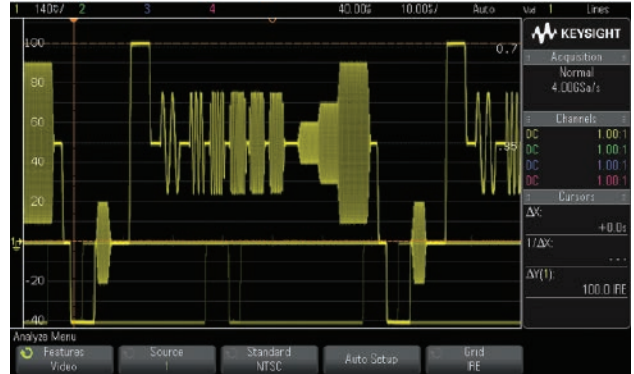 1 140%/ 2 3 4 40.00% 10.00%/ Auto Vid 1 Lines
KEYSIGHT
Acquisition
Normal
4.00GSa/s
Channels
DC 1.00:1
DC 1.00:1
DC 1.00:1
DC 1.00:1
Cursors
ΔX:
+0.0s
1/ΔX:
---
ΔY(1):
100.0 IRE
100
0.7
80
60
40
.35
20
-20
-40
Analyze Menu
Features
Video
Source
1
Standard
NTSC
Auto Setup
Grid
IRE